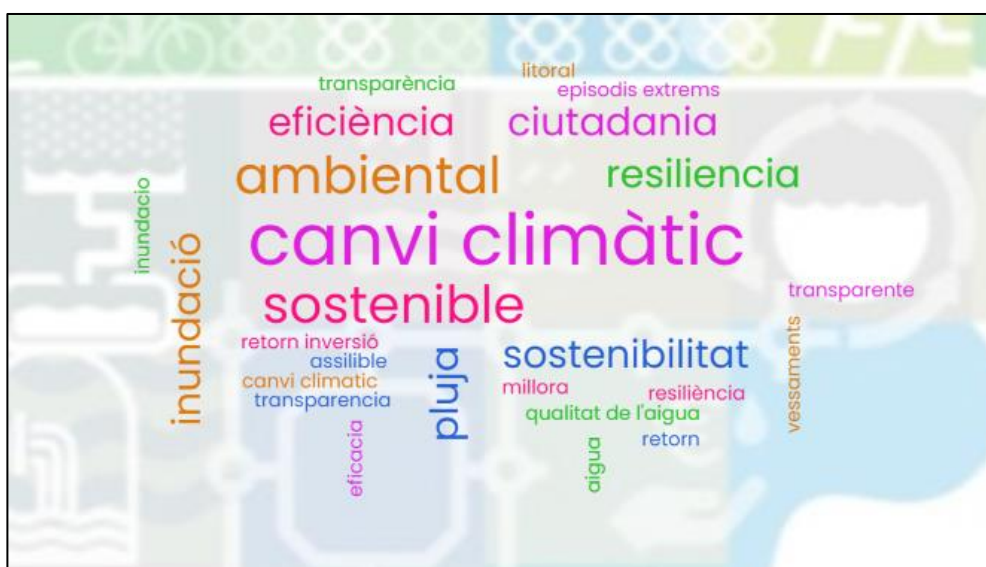 litoral
transparència
episodis extrems
eficiència
ciutadania
ambiental
resiliencia
inundacio
canvi climàtic
inundació
transparente
sostenible
retorn inversió
sostenibilitat
vessaments
assilible
pluja
canvi climatic
millora
resiliència
transparencia
qualitat de l'aigua
retorn
eficacia
aigua